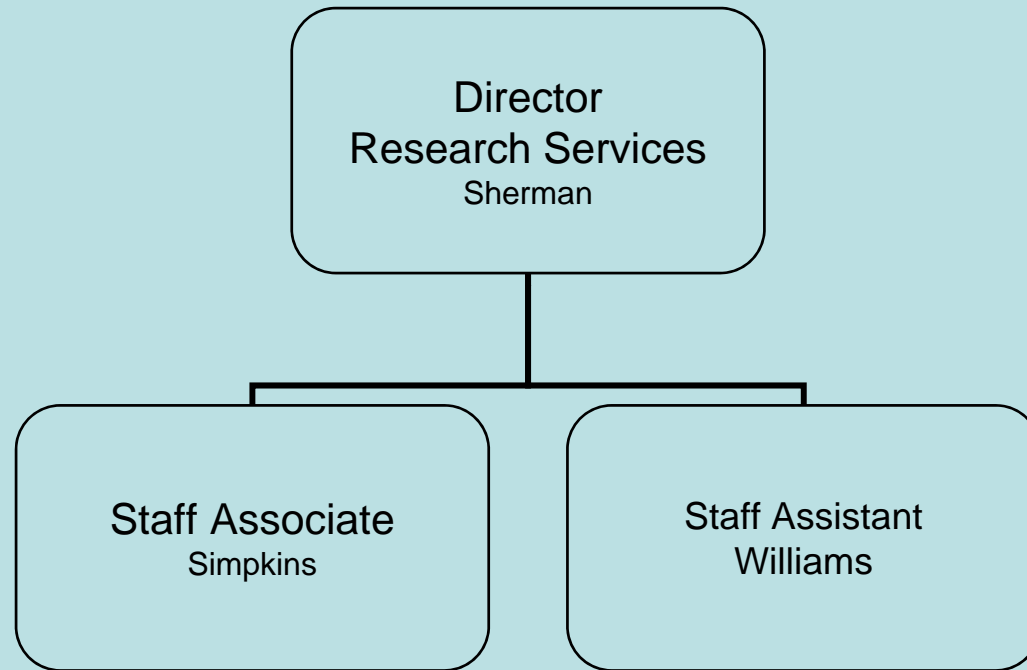 Director
Research Services
Sherman
Staff Associate
Simpkins
Staff Assistant
Williams